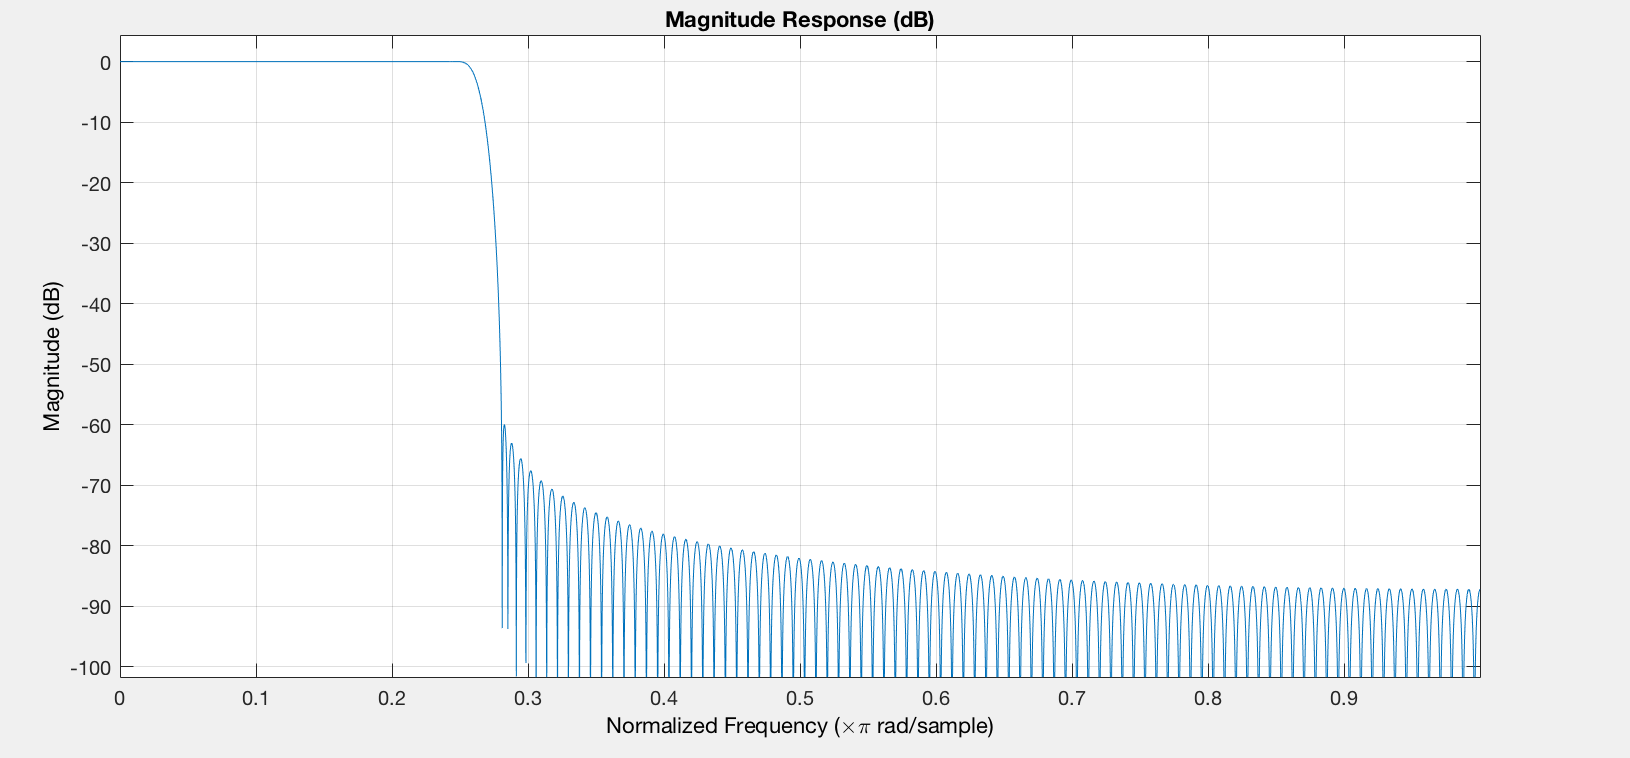 Magnitude Response (dB)
0
-10
-20
-30
-40
-50
-60
-70
-80
-90
-100
Magnitude (dB)
0 0.1 0.2 0.3 0.4 0.5 0.6 0.7 0.8 0.9
Normalized Frequency (×π rad/sample)